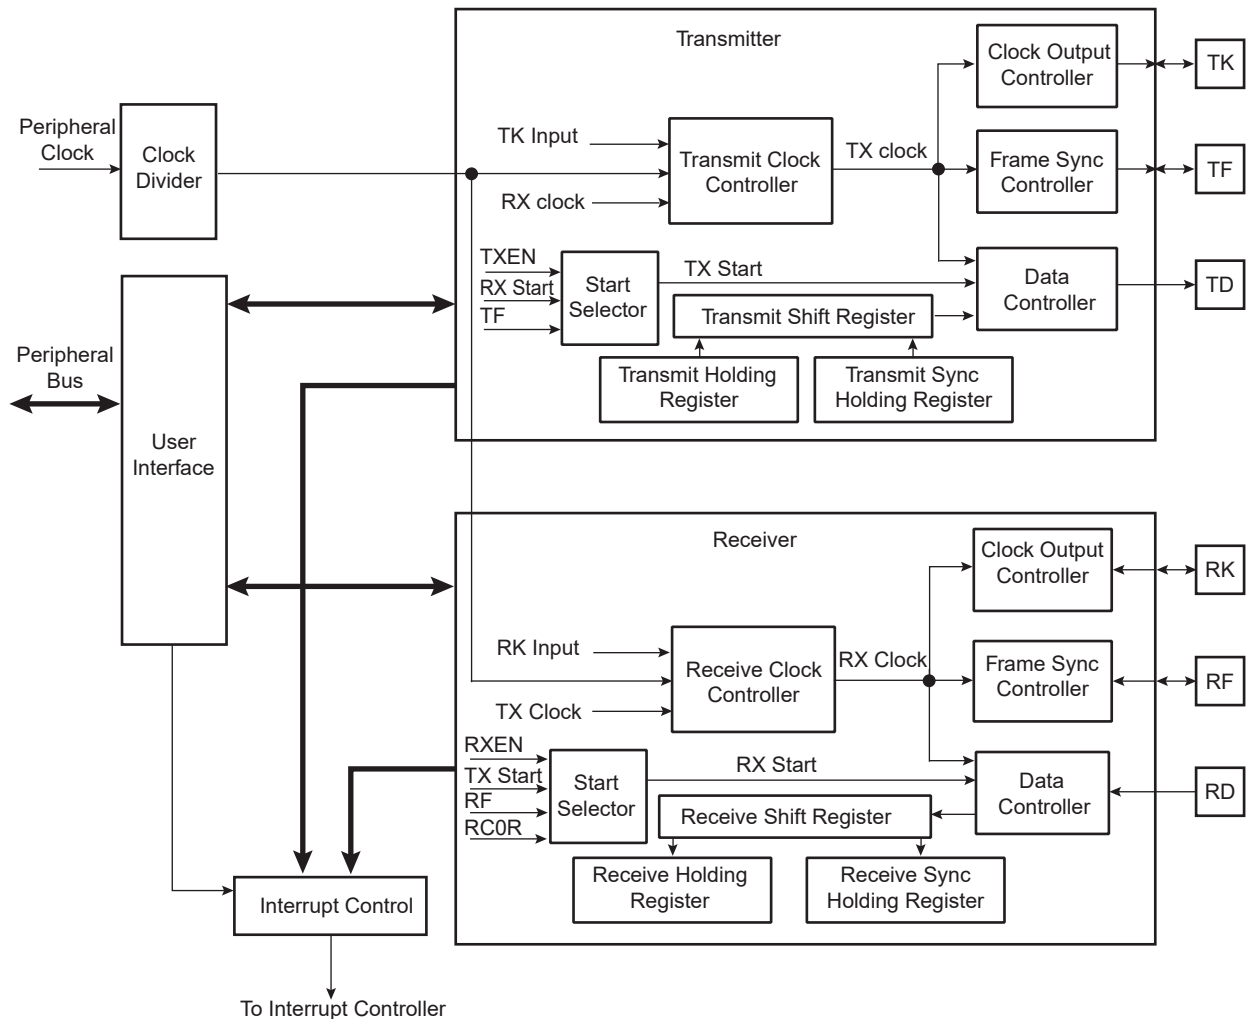 Transmitter
Clock Output
Controller
TK
Peripheral
Clock
Clock
Divider
TK Input
Transmit Clock
Controller
TX clock
Frame Sync
Controller
TF
RX clock
TXEN
RX Start
TF
Start
Selector
TX Start
Data
Controller
TD
Transmit Shift Register
Transmit Holding
Register
Transmit Sync
Holding Register
Peripheral
Bus
User
Interface
Receiver
Clock Output
Controller
RK
RK Input
Receive Clock
Controller
RX Clock
Frame Sync
Controller
RF
TX Clock
RXEN
TX Start
RF
RC0R
Start
Selector
RX Start
Data
Controller
RD
Receive Shift Register
Receive Holding
Register
Receive Sync
Holding Register
Interrupt Control
To Interrupt Controller